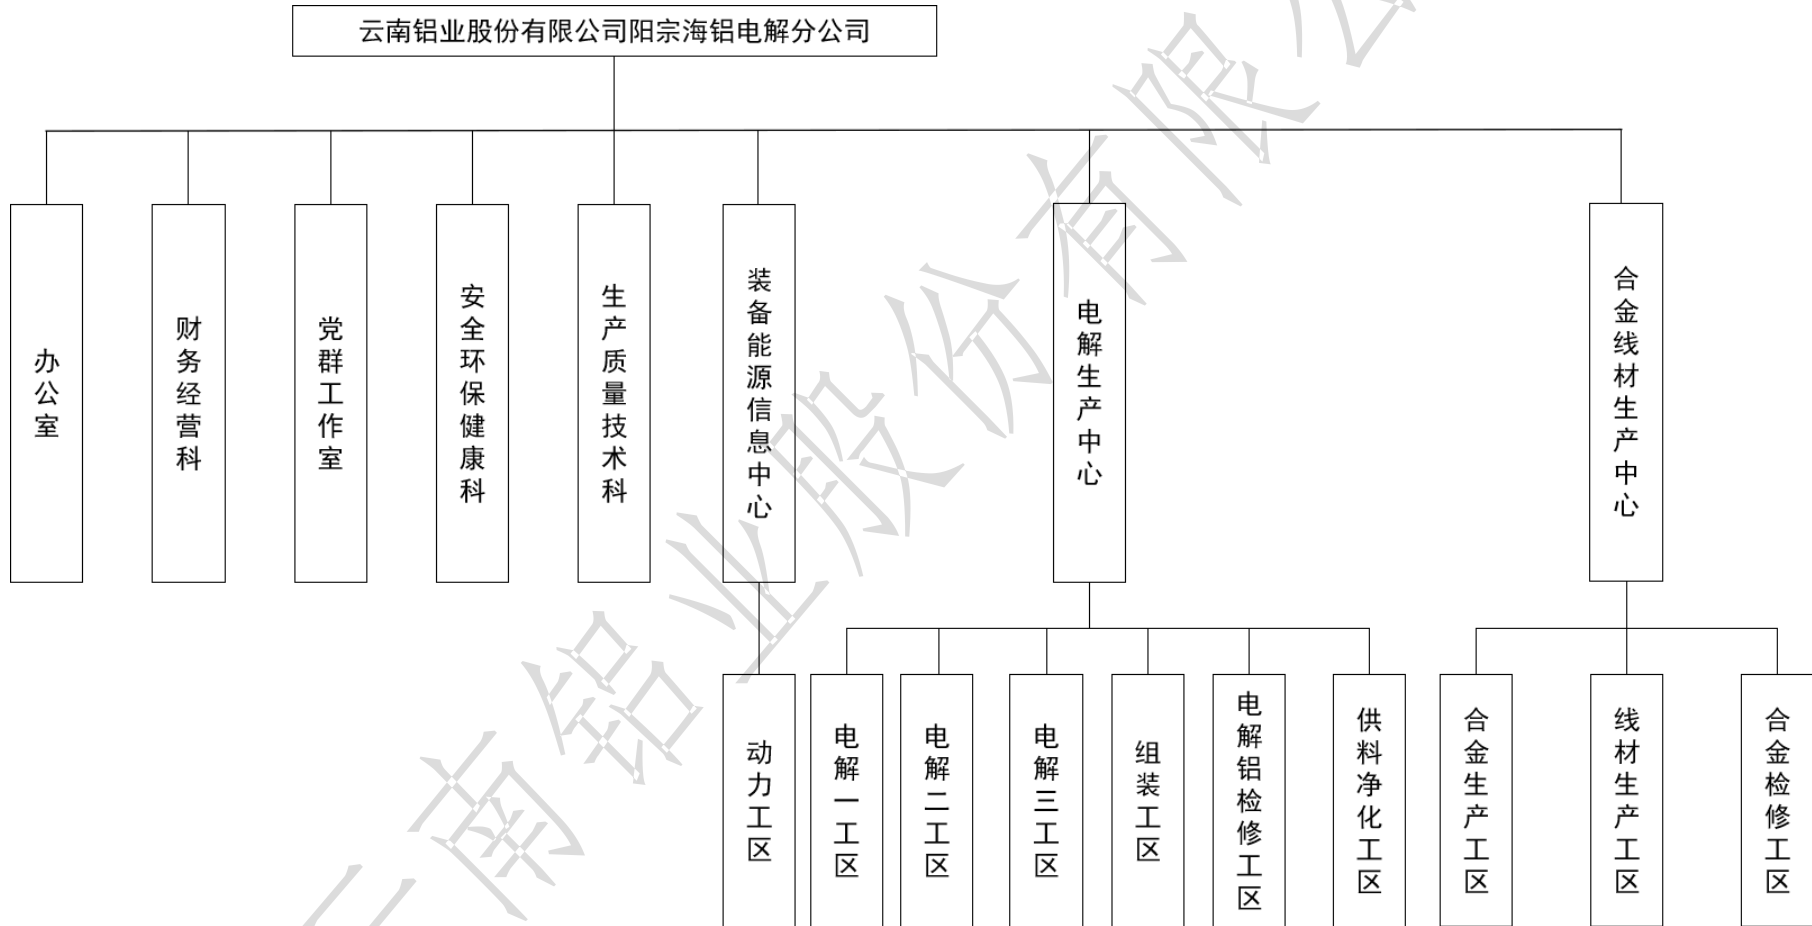 云南铝业股份有限公司阳宗海铝电解分公司
办公室
财务经营科
党群工作室
安全环保健康科
生产质量技术科
装备能源信息中心
电解生产中心
合金线材生产中心
动力工区
电解一工区
电解二工区
电解三工区
组装工区
电解铝检修工区
供料净化工区
合金生产工区
线材生产工区
合金检修工区
云南铝业股份有限公